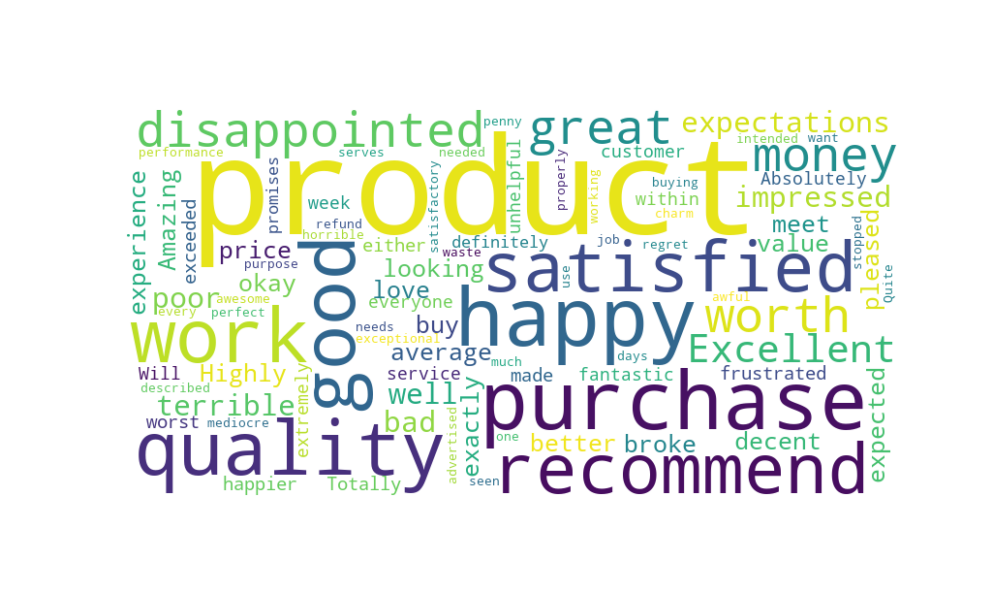 disappointed
penny
great
expectations
performance
serves
needed
customer
intended
want
product
money
experience
Amazing
exceeded
promises
week
refund
horrible
satisfactory
unhelpful
properly
working
buying
within
charm
Absolutely
impressed
price
purpose
either
definitely
waste
job
regret
meet
value
stopped
pleased
Quite
poor
okay
awesome
every
perfect
good
looking
love
everyone
satisfied
use
awful
work
needs
exceptional
buy
happy
worth
average
much
days
Excellent
Will
Highly
described
extremely
service
well
made
fantastic
frustrated
terrible
worst
mediocre
bad
exactly
purchase
expected
quality
advertised
one
better
broke
decent
happier
Totally
seen
recommend